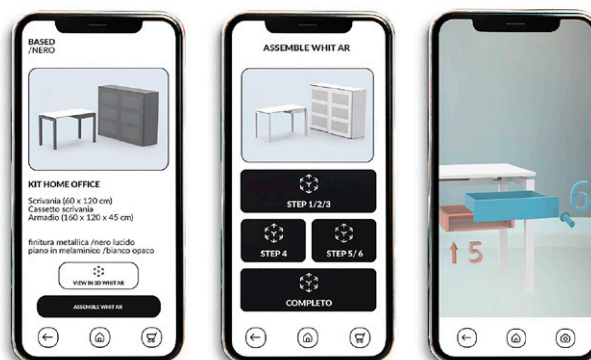 BASED
/NERO
KIT HOME OFFICE
Scrivania (60 x 120 cm)
Cassetto scrivania
Armadio (160 x 120 x 45 cm)
finitura metallica /nero lucido
piano in melaminico /bianco opaco
VIEW IN 3D WHIT AR
ASSEMBLE WHIT AR
ASSEMBLE WHIT AR
STEP 1/2/3
STEP 4
STEP 5/6
COMPLETO
5
6